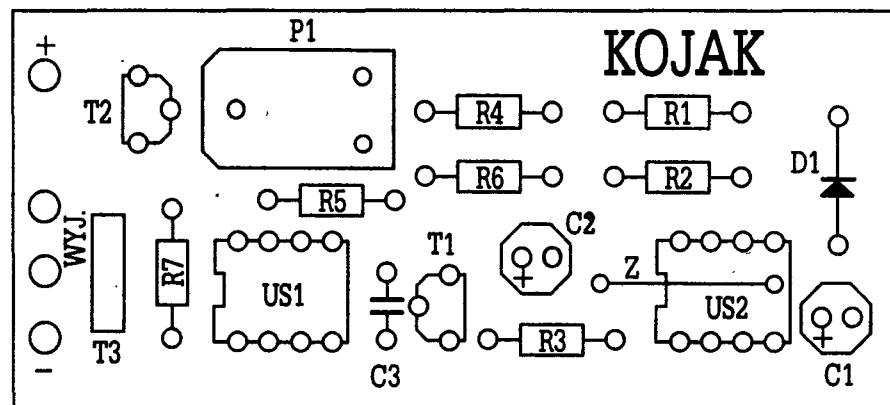 P1
KOJAK
+
T2
R4
R1
D1
R6
R2
R5
WYJ.
C2
T1
Z
R7
US1
US2
+
+
R3
-
T3
C3
C1